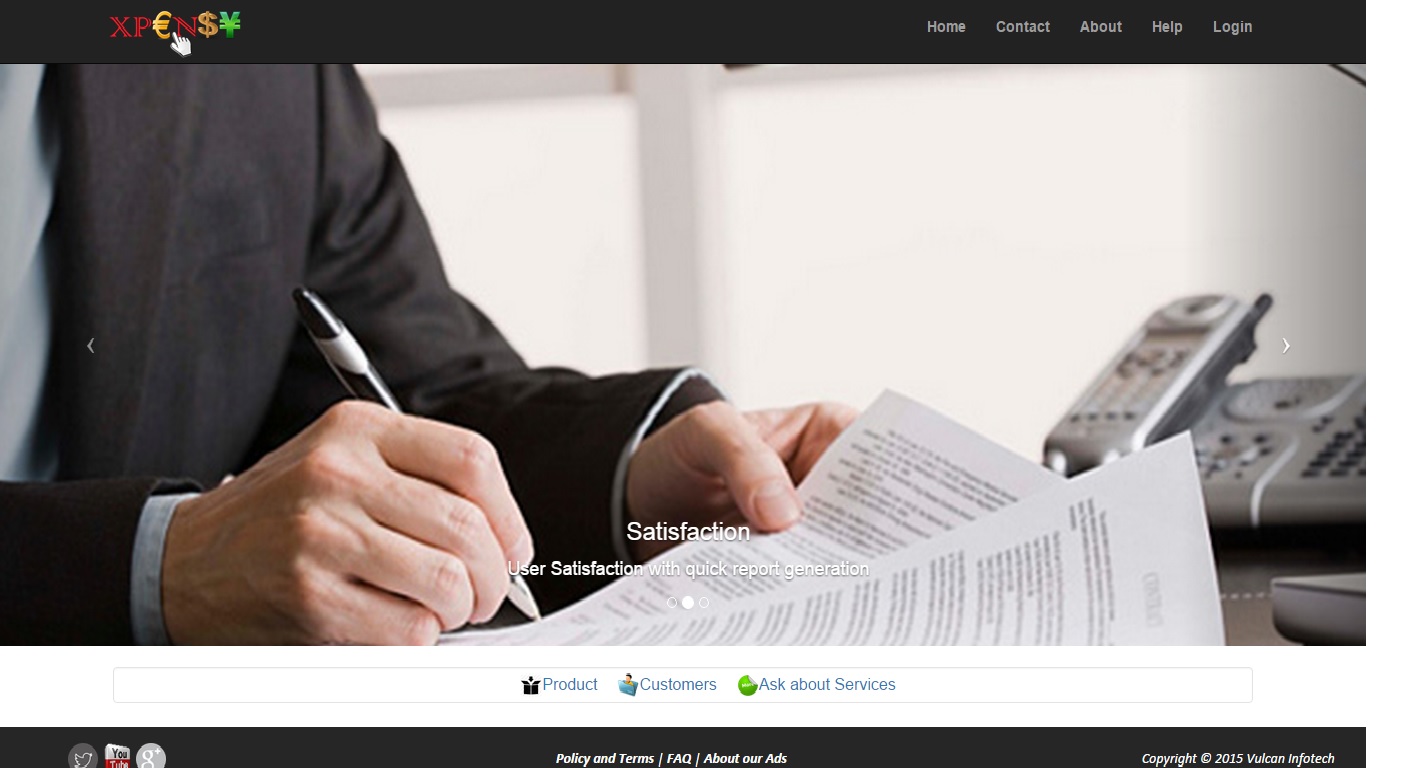 XP€N$¥
Home Contact About Help Login
Satisfaction
User Satisfaction with quick report generation
Product Customers Ask about Services
You
Tube
g+
Policy and Terms | FAQ | About our Ads
Copyright © 2015 Vulcan Infotech